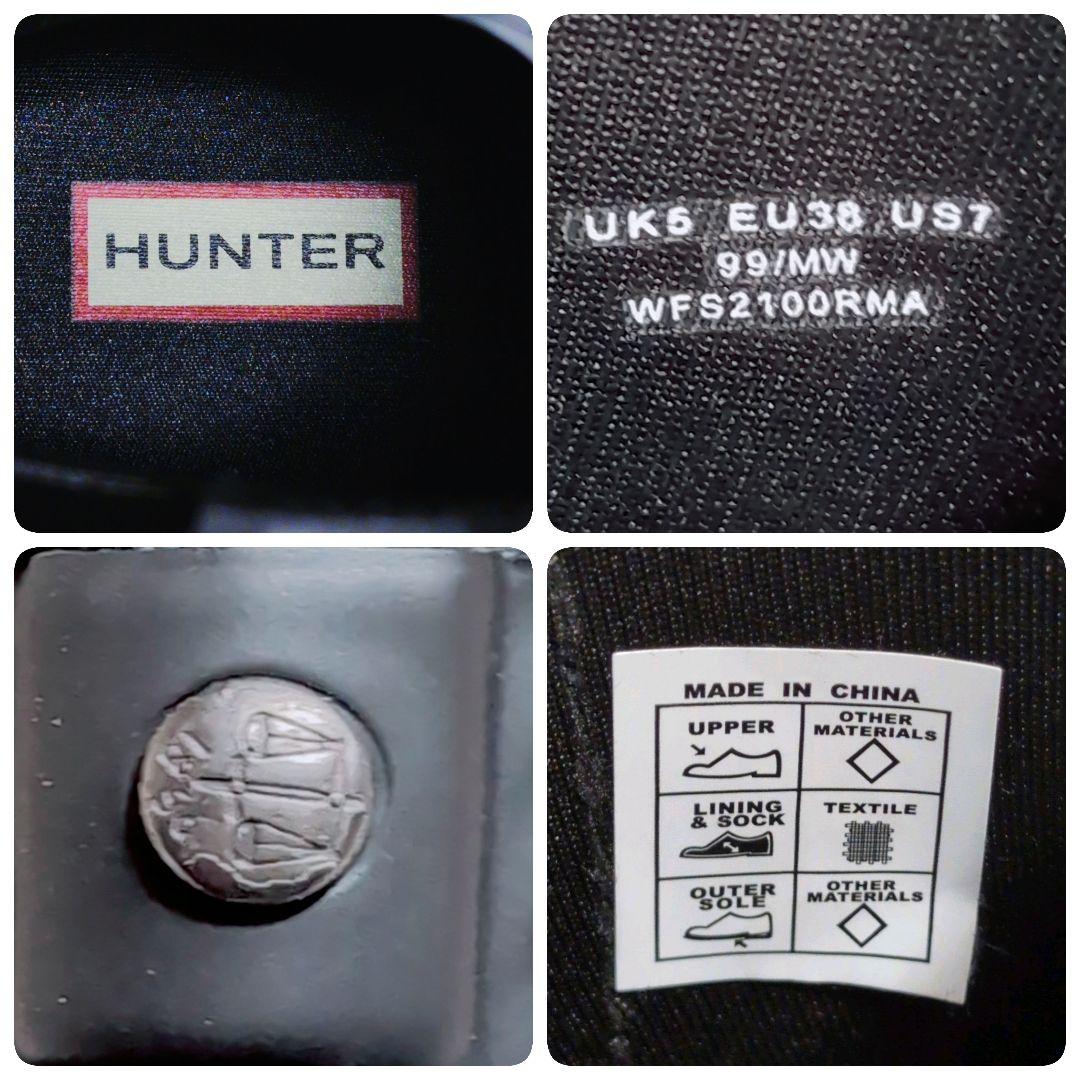 HUNTER
UK5 EU38 US7
99/MW
WFS2100RMA
MADE IN CHINA
UPPER
OTHER
MATERIALS
LINING
& SOCK
TEXTILE
OUTER
SOLE
OTHER
MATERIALS